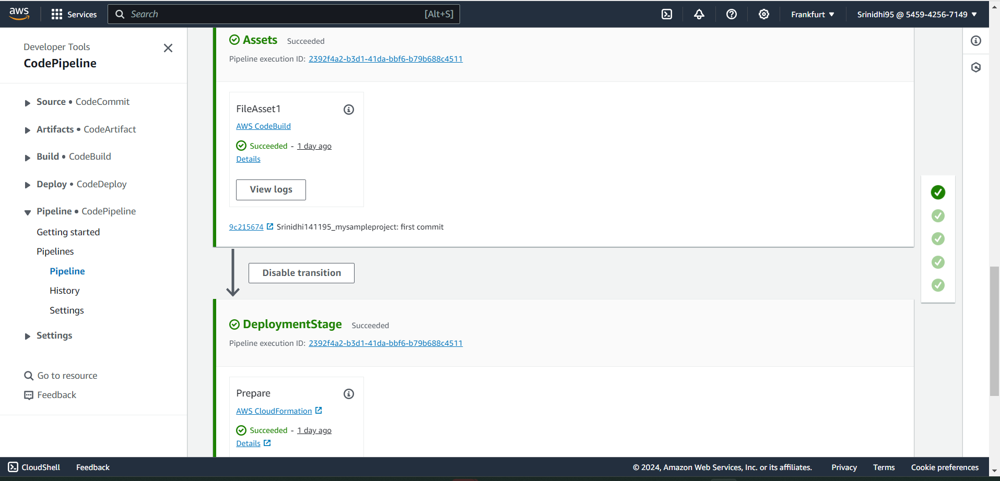 aws
Services
Search
[Alt+S]
Frankfurt
Srinidhi95 @ 5459-4256-7149
Developer Tools
CodePipeline
Source • CodeCommit
Artifacts • CodeArtifact
Build • CodeBuild
Deploy • CodeDeploy
Pipeline • CodePipeline
Getting started
Pipelines
Pipeline
History
Settings
Settings
Go to resource
Feedback
Assets Succeeded
Pipeline execution ID: 2392f4a2-b3d1-41da-bbf6-b79b688c4511
FileAsset1
AWS CodeBuild
Succeeded - 1 day ago
Details
View logs
9c215674 Srinidhi141195_mysampleproject: first commit
Disable transition
DeploymentStage Succeeded
Pipeline execution ID: 2392f4a2-b3d1-41da-bbf6-b79b688c4511
Prepare
AWS CloudFormation
Succeeded - 1 day ago
Details
CloudShell
Feedback
© 2024, Amazon Web Services, Inc. or its affiliates.
Privacy
Terms
Cookie preferences